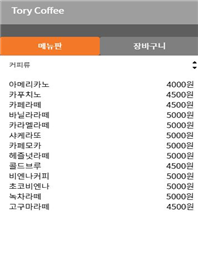 Tory Coffee
메뉴판 장바구니
커피류
아메리카노 4000원
카푸치노 4500원
카페라떼 4500원
바닐라라떼 5000원
카라멜라떼 5000원
샤케라또 5000원
카페모카 5000원
헤즐넛라떼 5000원
콜드브루 4500원
비엔나커피 5000원
초코비엔나 5000원
녹차라떼 5000원
고구마라떼 4500원